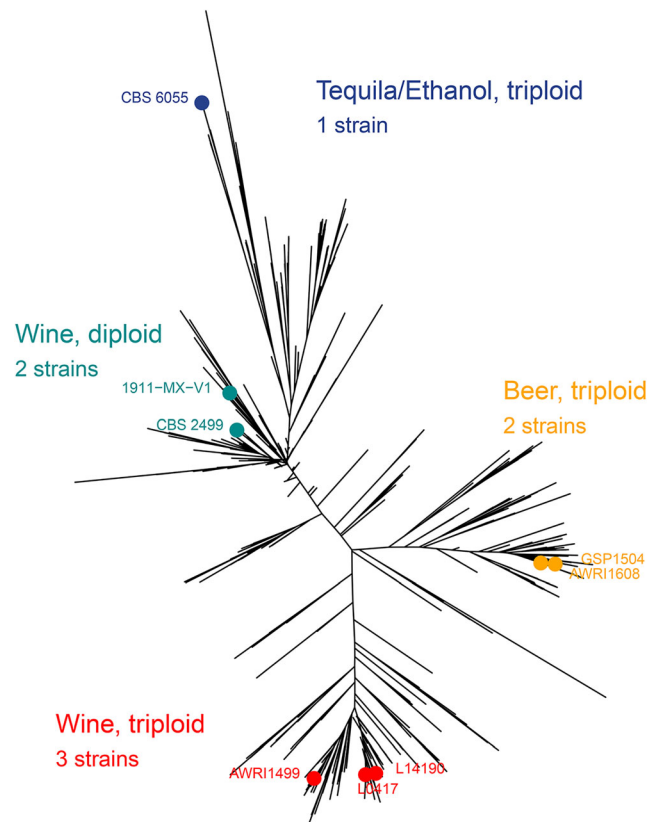 CBS 6055
Tequila/Ethanol, triploid
1 strain
Wine, diploid
2 strains
1911−MX−V1
CBS 2499
Beer, triploid
2 strains
GSP1504
AWRI1608
Wine, triploid
3 strains
AWRI1499
L14190
L0417